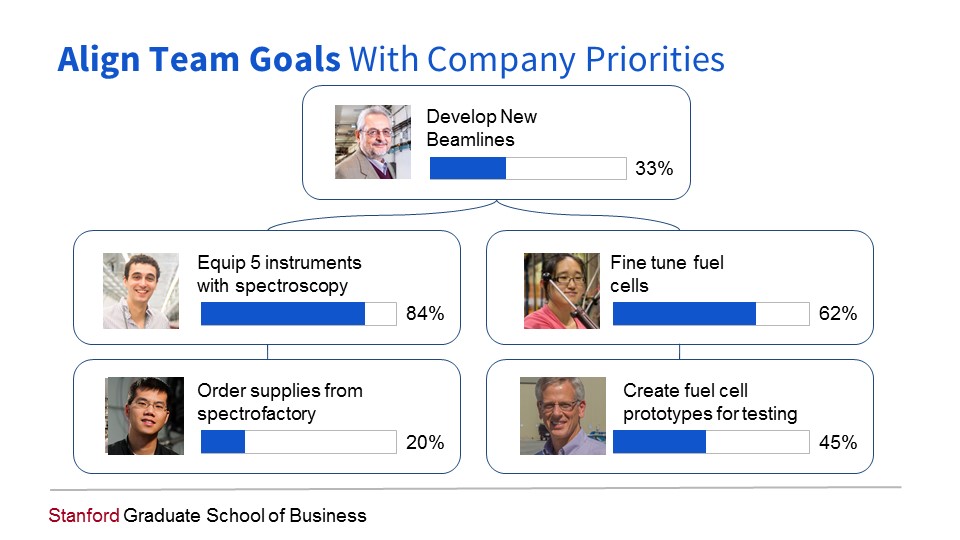 Align Team Goals With Company Priorities
Develop New
Beamlines
33%
Equip 5 instruments
with spectroscopy
84%
Fine tune fuel
cells
62%
Order supplies from
spectrofactory
20%
Create fuel cell
prototypes for testing
45%
Stanford Graduate School of Business